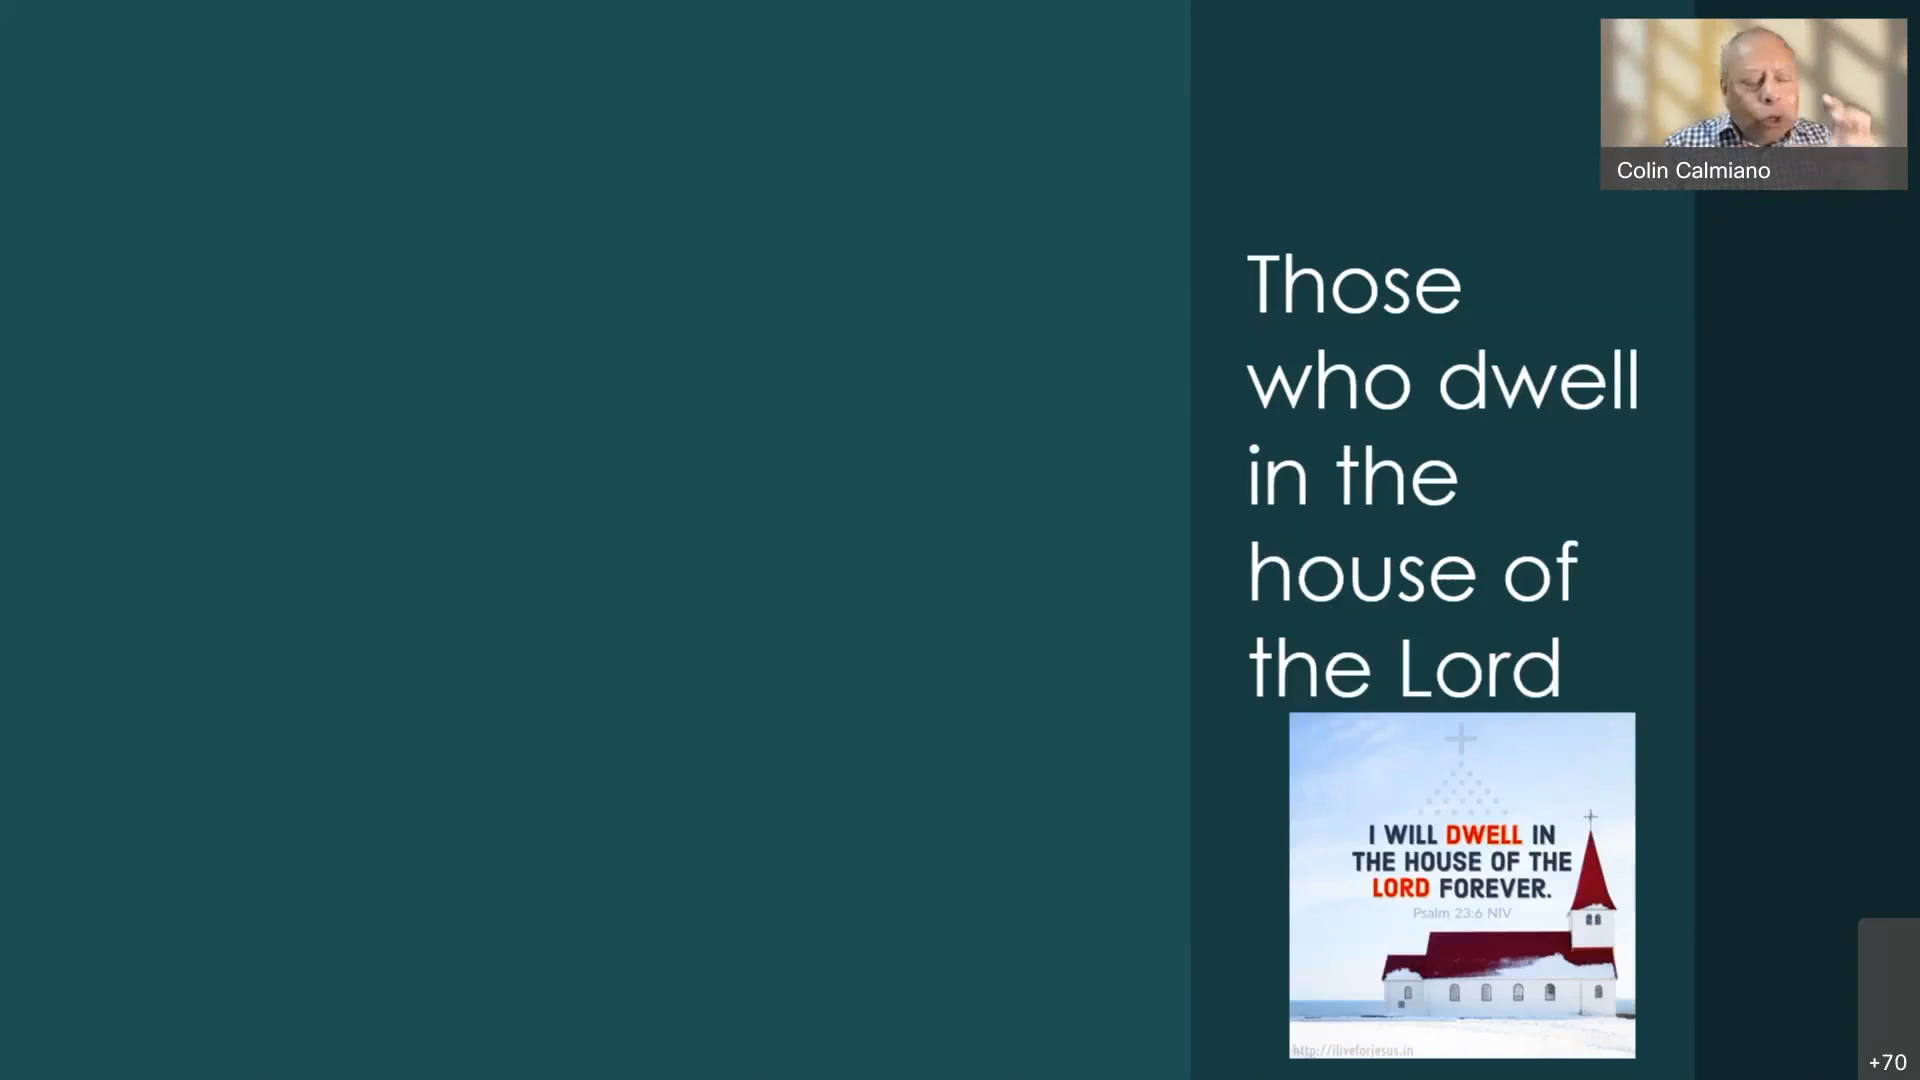 Colin Calmiano
Those
who dwell
in the
house of
the Lord
I WILL DWELL IN
THE HOUSE OF THE
LORD FOREVER.
Psalm 23:6 NIV
http://iliveforjesus.in
+70